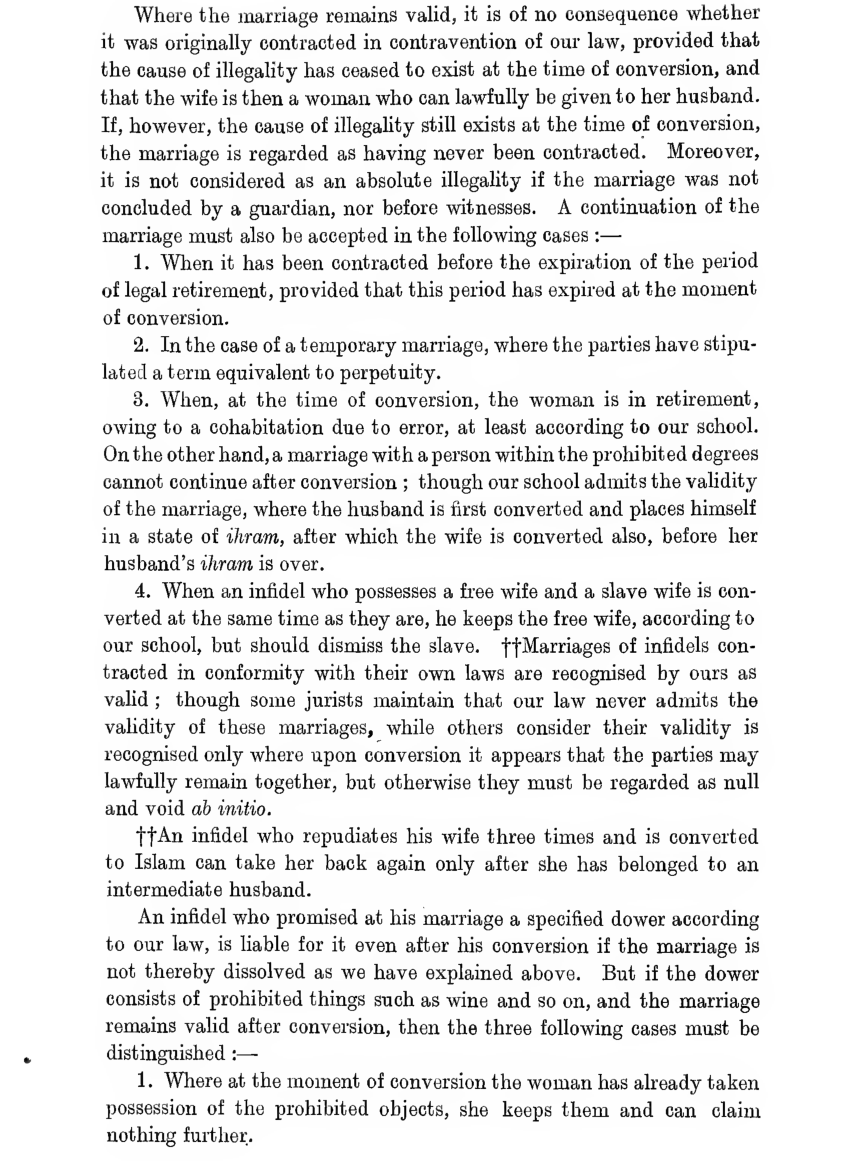 Where the marriage remains valid, it is of no consequence whether
it was originally contracted in contravention of our law, provided that
the cause of illegality has ceased to exist at the time of conversion, and
that the wife is then a woman who can lawfully be given to her husband.
If, however, the cause of illegality still exists at the time of conversion,
the marriage is regarded as having never been contracted. Moreover,
it is not considered as an absolute illegality if the marriage was not
concluded by a guardian, nor before witnesses. A continuation of the
marriage must also be accepted in the following cases :—
1. When it has been contracted before the expiration of the period
of legal retirement, provided that this period has expired at the moment
of conversion.
2. In the case of a temporary marriage, where the parties have stipu-
lated a term equivalent to perpetuity.
3. When, at the time of conversion, the woman is in retirement,
owing to a cohabitation due to error, at least according to our school.
On the other hand, a marriage with a person within the prohibited degrees
cannot continue after conversion ; though our school admits the validity
of the marriage, where the husband is first converted and places himself
in a state of ihram, after which the wife is converted also, before her
husband's ihram is over.
4. When an infidel who possesses a free wife and a slave wife is con-
verted at the same time as they are, he keeps the free wife, according to
our school, but should dismiss the slave. ††Marriages of infidels con-
tracted in conformity with their own laws are recognised by ours as
valid ; though some jurists maintain that our law never admits the
validity of these marriages, while others consider their validity is
recognised only where upon conversion it appears that the parties may
lawfully remain together, but otherwise they must be regarded as null
and void ab initio.
††An infidel who repudiates his wife three times and is converted
to Islam can take her back again only after she has belonged to an
intermediate husband.
An infidel who promised at his marriage a specified dower according
to our law, is liable for it even after his conversion if the marriage is
not thereby dissolved as we have explained above. But if the dower
consists of prohibited things such as wine and so on, and the marriage
remains valid after conversion, then the three following cases must be
distinguished :—
1. Where at the moment of conversion the woman has already taken
possession of the prohibited objects, she keeps them and can claim
nothing further.